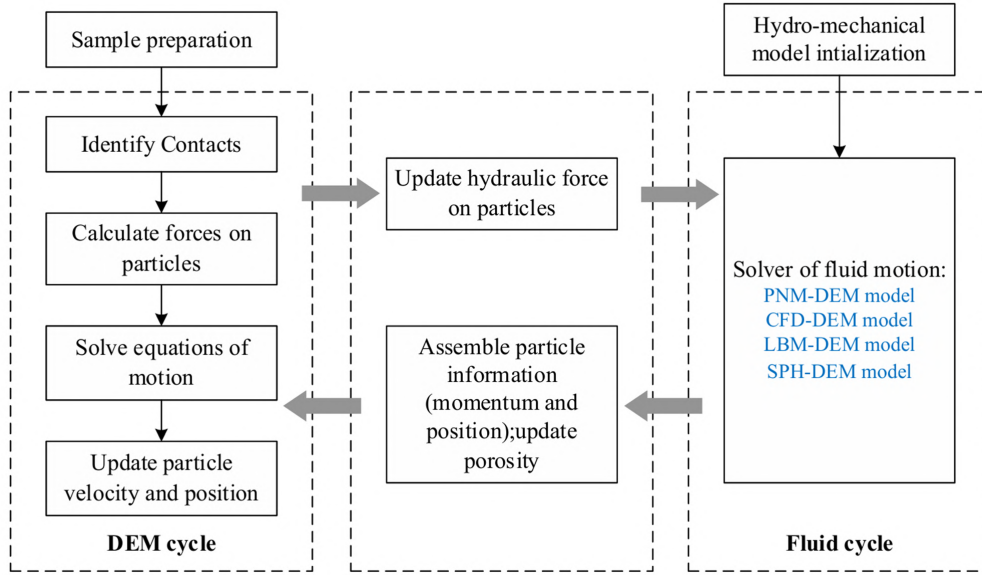 Sample preparation
Identify Contacts
Calculate forces on
particles
Solve equations of
motion
Update particle
velocity and position
DEM cycle
Update hydraulic force
on particles
Assemble particle
information
(momentum and
position);update
porosity
Hydro-mechanical
model intialization
Solver of fluid motion:
PNM-DEM model
CFD-DEM model
LBM-DEM model
SPH-DEM model
Fluid cycle